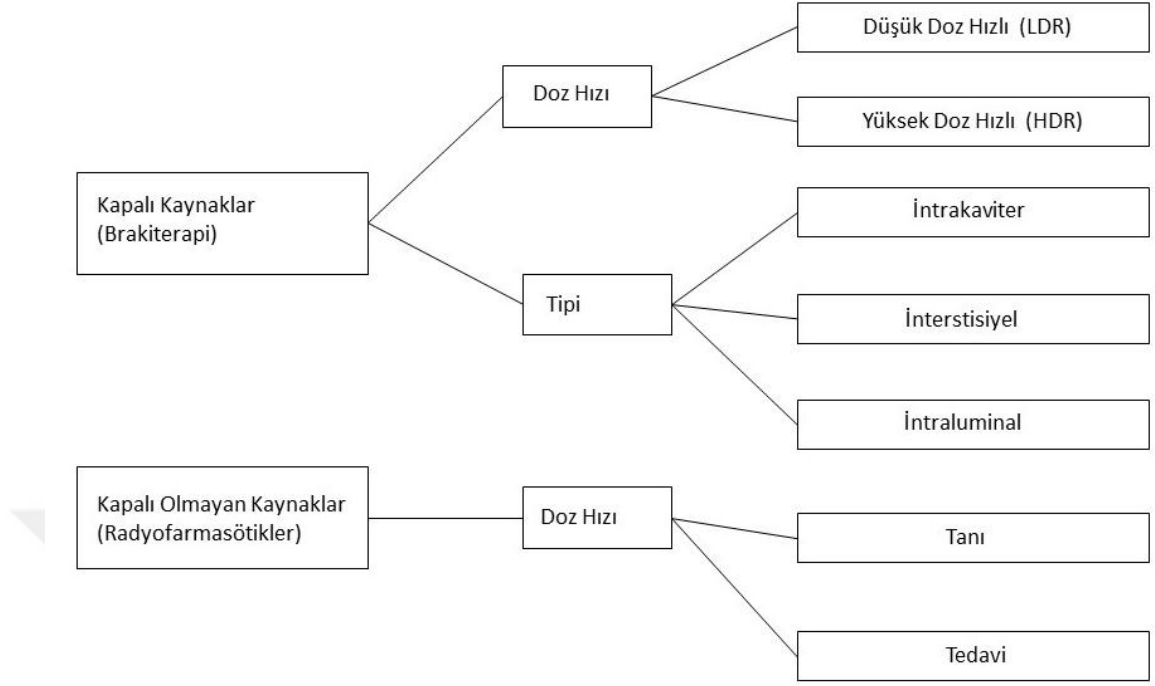 Kapalı Kaynaklar
(Brakiterapi)
Doz Hızı
Düşük Doz Hızlı (LDR)
Yüksek Doz Hızlı (HDR)
Tipi
İntrakaviter
İnterstisiyel
İntraluminal
Kapalı Olmayan Kaynaklar
(Radyofarmasötikler)
Doz Hızı
Tanı
Tedavi